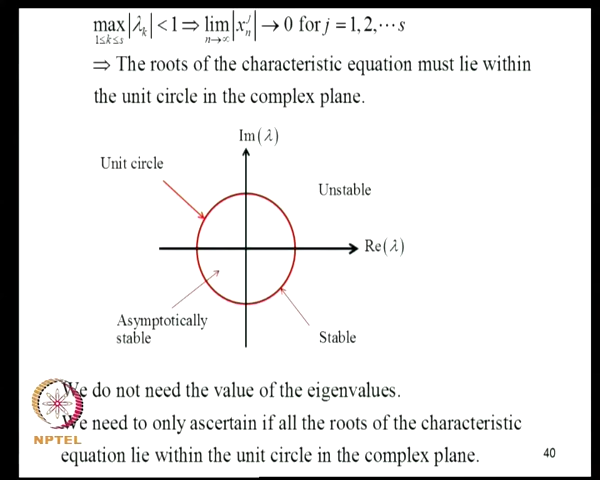 max|λₖ| < 1 ⇒ lim|xₙʲ| → 0 for j = 1, 2, ⋯ s
1≤k≤s n→∞
⇒ The roots of the characteristic equation must lie within
the unit circle in the complex plane.
Im(λ)
Unit circle
Unstable
Re(λ)
Asymptotically
stable
Stable
We do not need the value of the eigenvalues.
We need to only ascertain if all the roots of the characteristic
equation lie within the unit circle in the complex plane.
NPTEL
40